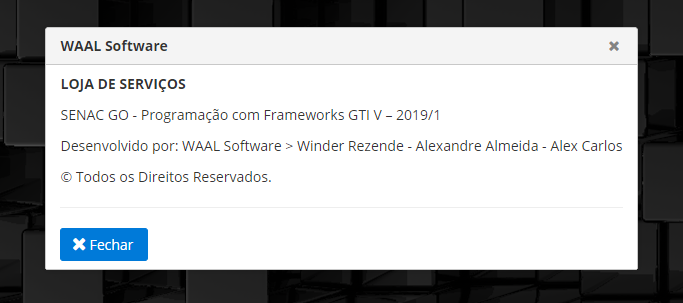 WAAL Software
LOJA DE SERVIÇOS
SENAC GO - Programação com Frameworks GTI V – 2019/1
Desenvolvido por: WAAL Software > Winder Rezende - Alexandre Almeida - Alex Carlos
© Todos os Direitos Reservados.
Fechar